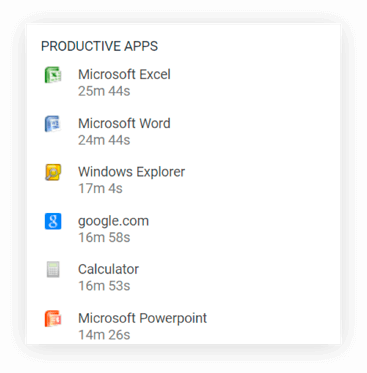 PRODUCTIVE APPS
Microsoft Excel
25m 44s
Microsoft Word
24m 44s
Windows Explorer
17m 4s
google.com
16m 58s
Calculator
16m 53s
Microsoft Powerpoint
14m 26s